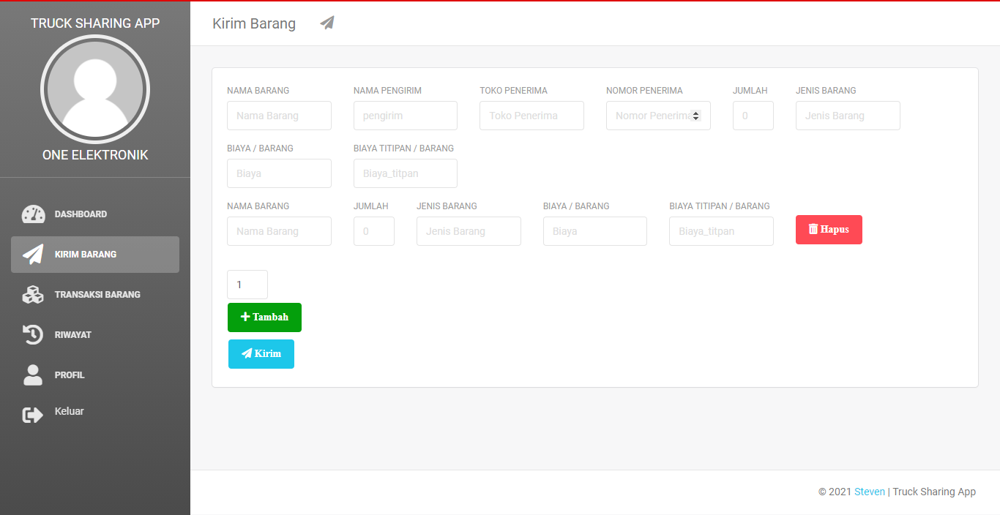 TRUCK SHARING APP
ONE ELEKTRONIK
DASHBOARD
KIRIM BARANG
TRANSAKSI BARANG
RIWAYAT
PROFIL
Keluar
Kirim Barang
NAMA BARANG NAMA PENGIRIM TOKO PENERIMA NOMOR PENERIMA JUMLAH JENIS BARANG
Nama Barang pengirim Toko Penerima Nomor Penerima 0 Jenis Barang
BIAYA / BARANG BIAYA TITIPAN / BARANG
Biaya Biaya_titpan
NAMA BARANG JUMLAH JENIS BARANG BIAYA / BARANG BIAYA TITIPAN / BARANG
Nama Barang 0 Jenis Barang Biaya Biaya_titpan Hapus
1
Tambah
Kirim
© 2021 Steven | Truck Sharing App